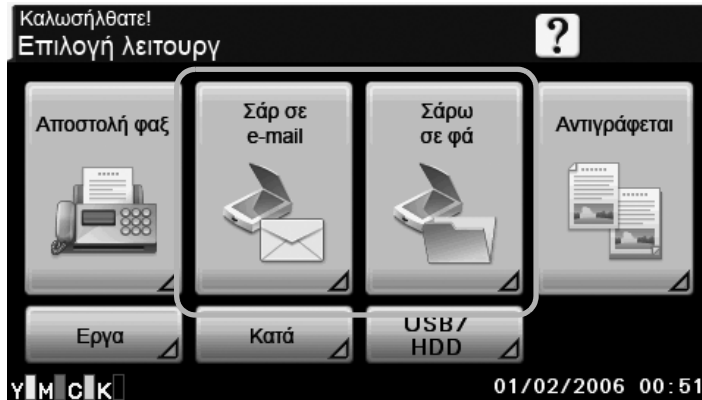 Καλωσήλθατε!
Επιλογή λειτουργ
?
Αποστολή φαξ
Σάρ σε
e-mail
Σάρω
σε φά
Αντιγράφεται
Εργα
Κατά
USB/
HDD
Y M C K
01/02/2006 00:51